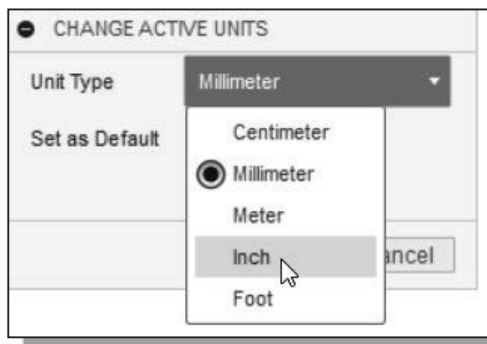 CHANGE ACTIVE UNITS
Unit Type Millimeter
Set as Default
Centimeter
Millimeter
Meter
Inch
Foot
ancel